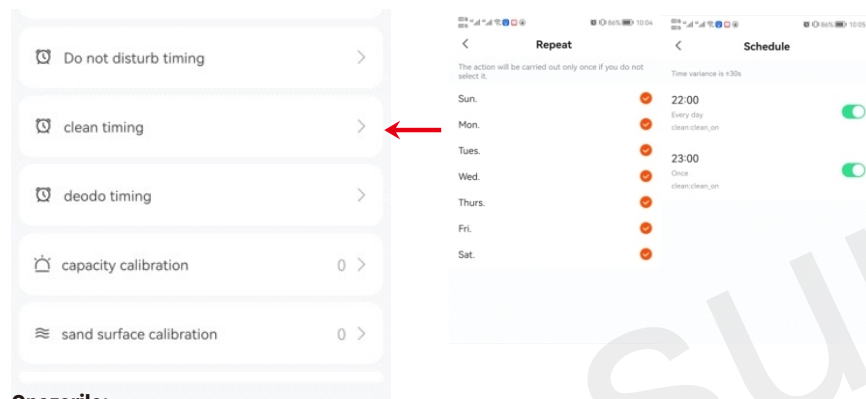 Do not disturb timing
clean timing
deodo timing
capacity calibration 0
sand surface calibration 0
10:04
Repeat
The action will be carried out only once if you do not
select it.
Sun.
Mon.
Tues.
Wed.
Thurs.
Fri.
Sat.
86% 10:05
Schedule
Time variance is ±30s
22:00
Every day
clean:clean_on
23:00
Once
clean:clean_on